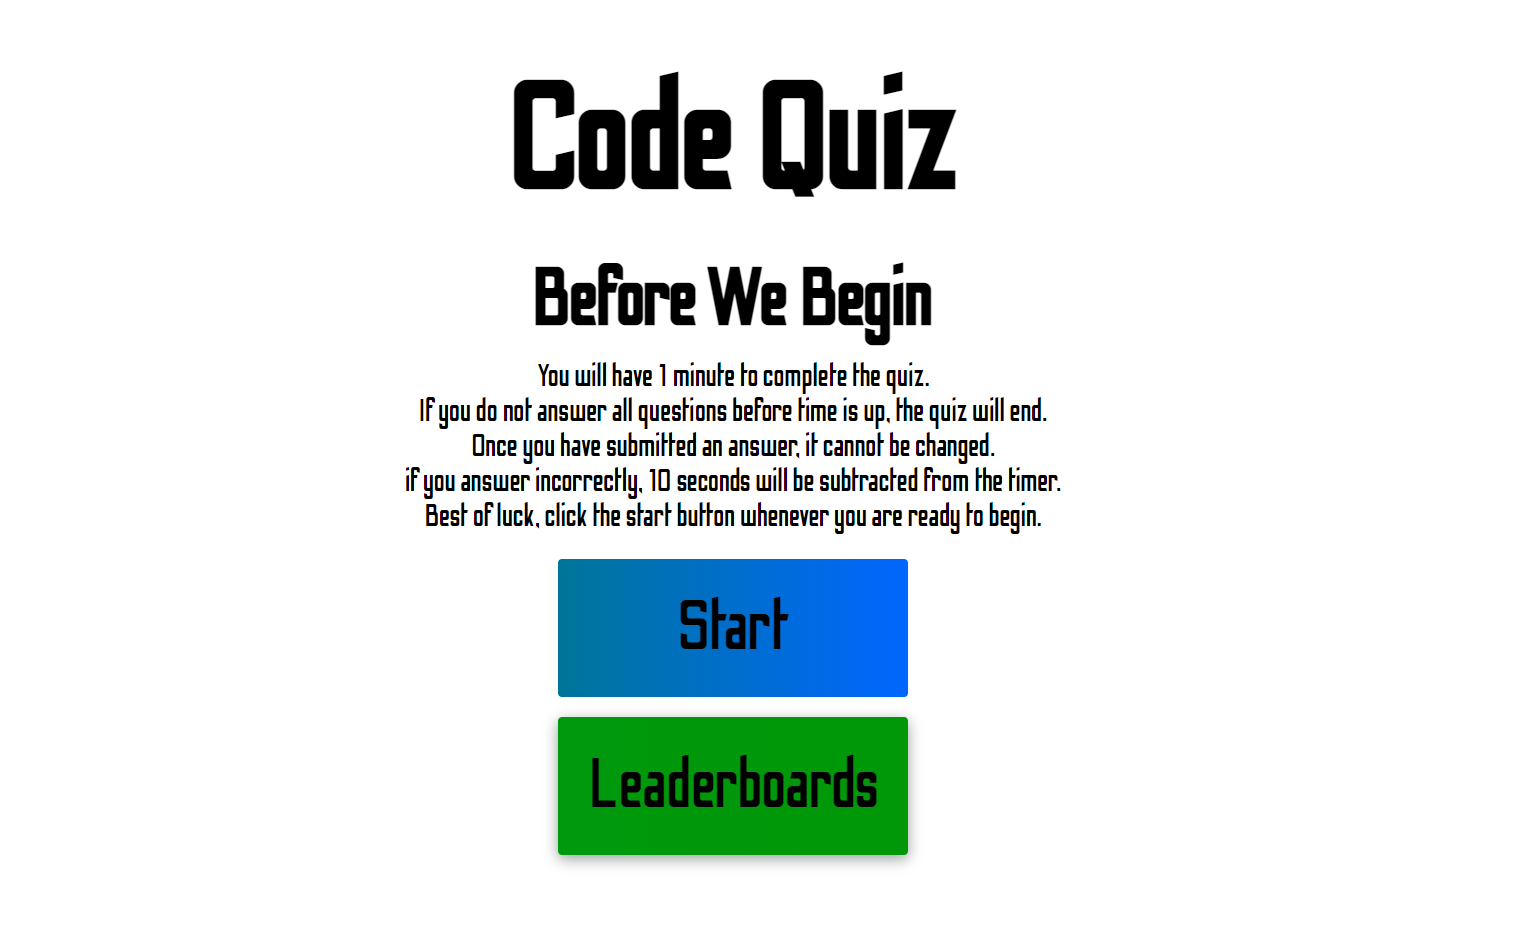 Code Quiz
Before We Begin
You will have 1 minute to complete the quiz.
If you do not answer all questions before time is up, the quiz will end.
Once you have submitted an answer, it cannot be changed.
if you answer incorrectly, 10 seconds will be subtracted from the timer.
Best of luck, click the start button whenever you are ready to begin.
Start
Leaderboards